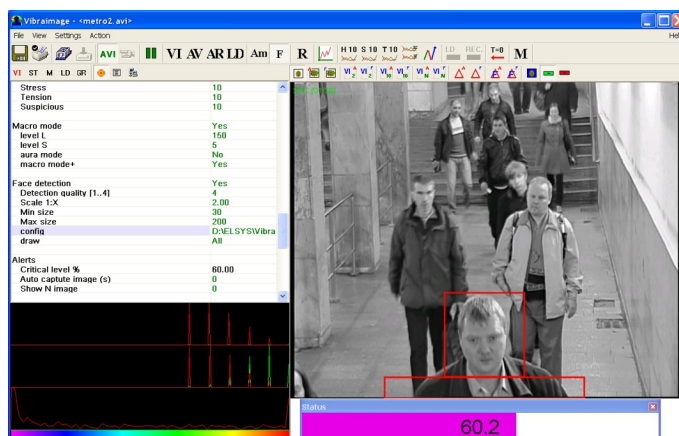 Vibraimage - <metro2.avi>
File View Settings Action Hel
AVI VI AV AR LD Am F R H 10 S 10 T 10 LD REC. T=0 M
VI ST M LD GR
Stress 10
Tension 10
Suspicious 10
Macro mode Yes
level L 150
level S 5
aura mode No
macro mode+ Yes
Face detection Yes
Detection quality [1..4] 4
Scale 1:X 2.00
Min size 30
Max size 200
config D:\ELSYS\Vibra
draw All
Alerts
Critical level % 60.00
Auto captute image (s) 0
Show N image 0
Status
60.2